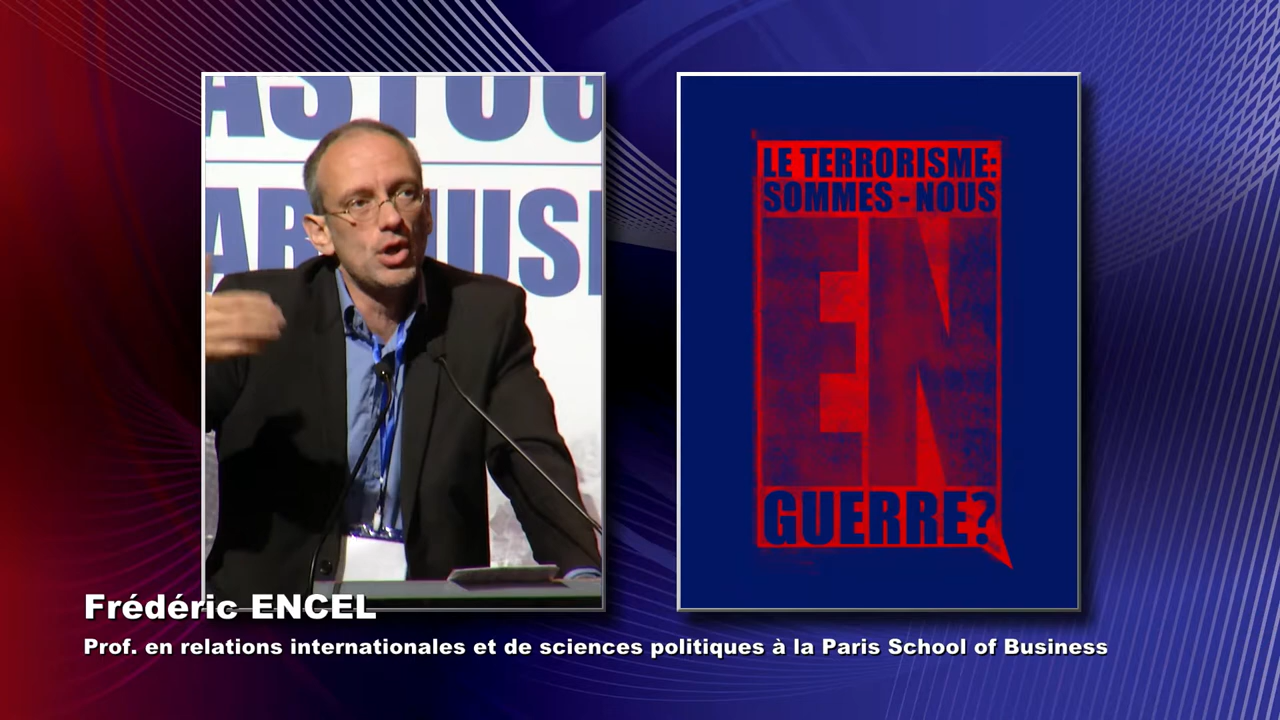 LE TERRORISME:
SOMMES - NOUS
EN
GUERRE?
Frédéric ENCEL
Prof. en relations internationales et de sciences politiques à la Paris School of Business